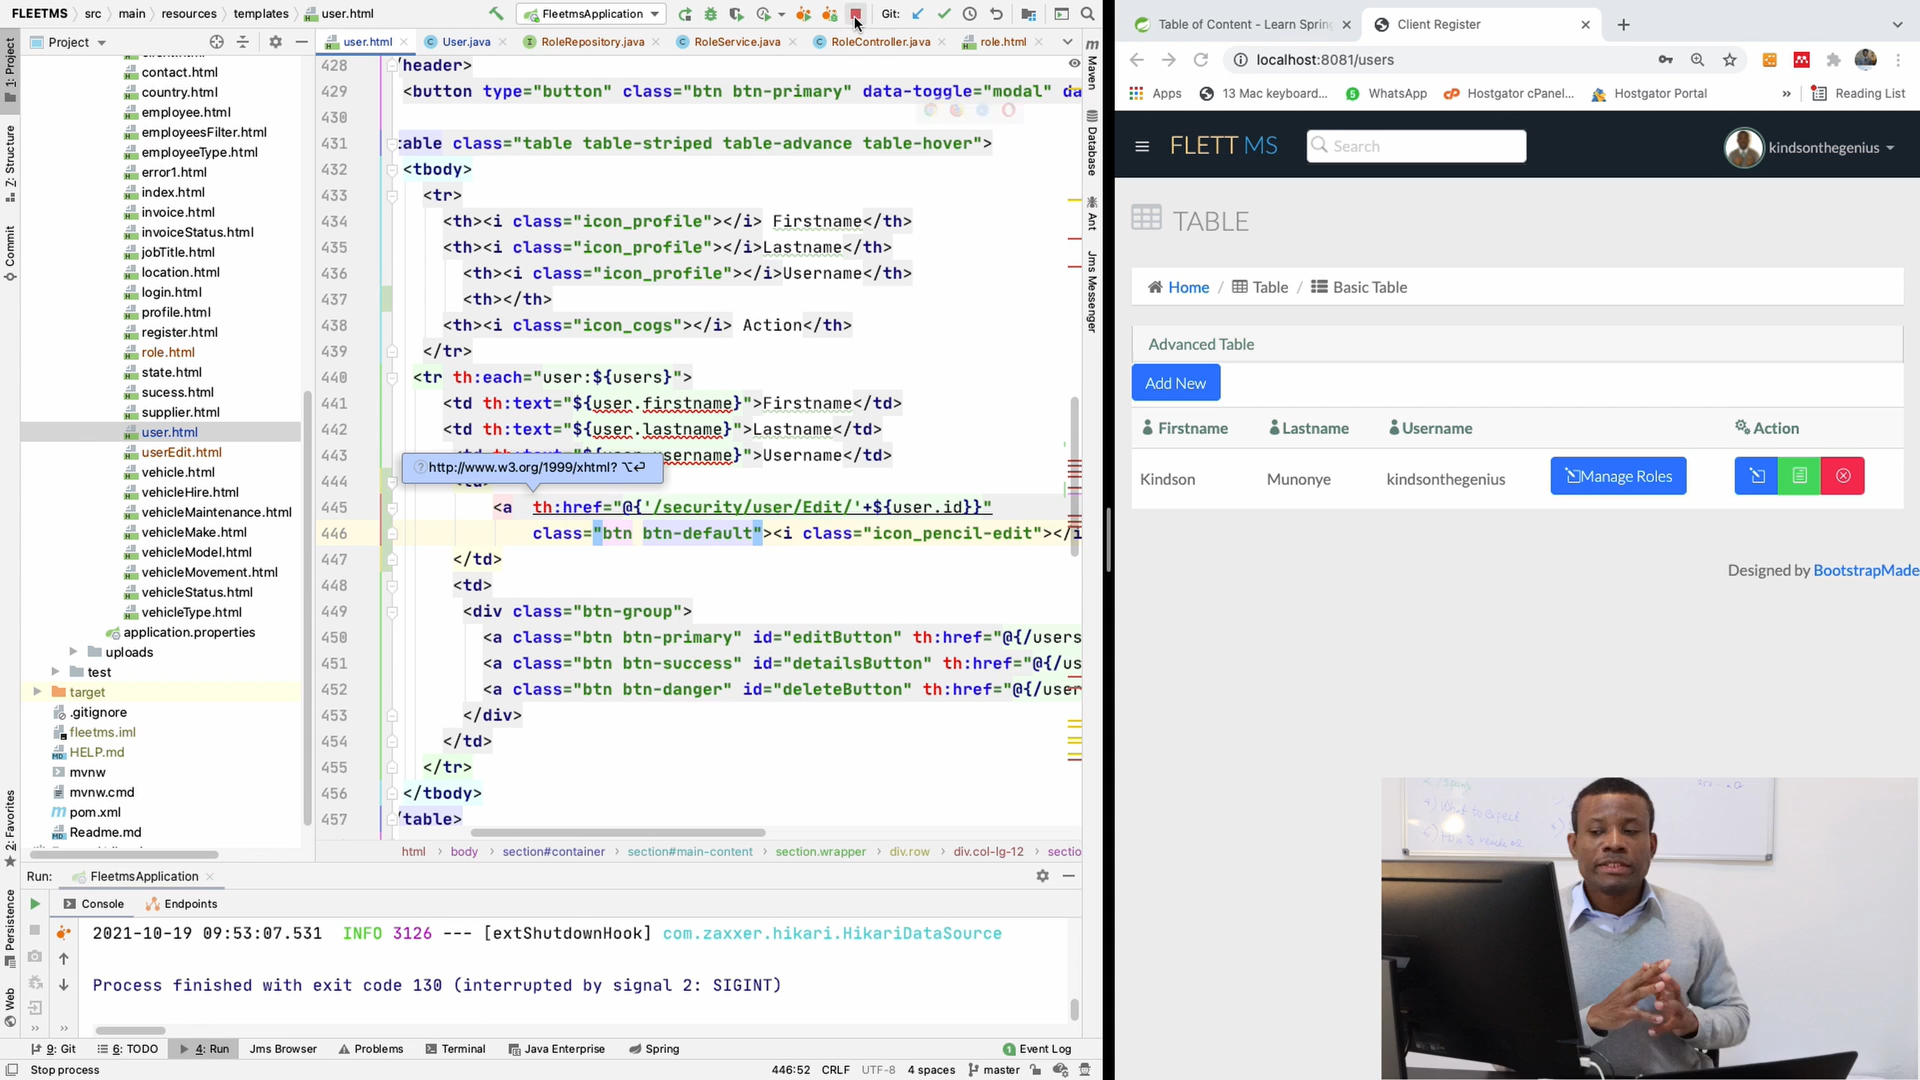 FLEETMS › src › main › resources › templates › user.html
FleetmsApplication
Git:
Project
user.html
User.java
RoleRepository.java
RoleService.java
RoleController.java
role.html
contact.html
country.html
employee.html
employeesFilter.html
employeeType.html
error1.html
index.html
invoice.html
invoiceStatus.html
jobTitle.html
location.html
login.html
profile.html
register.html
role.html
state.html
sucess.html
supplier.html
user.html
userEdit.html
vehicle.html
vehicleHire.html
vehicleMaintenance.html
vehicleMake.html
vehicleModel.html
vehicleMovement.html
vehicleStatus.html
vehicleType.html
application.properties
uploads
test
target
.gitignore
fleetms.iml
HELP.md
mvnw
mvnw.cmd
pom.xml
Readme.md
1: Project
Z: Structure
Commit
2: Favorites
Persistence
Web
428 /header>
429 <button type="button" class="btn btn-primary" data-toggle="modal" da
430
431 table class="table table-striped table-advance table-hover">
432 <tbody>
433 <tr>
434 <th><i class="icon_profile"></i> Firstname</th>
435 <th><i class="icon_profile"></i>Lastname</th>
436 <th><i class="icon_profile"></i>Username</th>
437 <th></th>
438 <th><i class="icon_cogs"></i> Action</th>
439 </tr>
440 <tr th:each="user:${users}">
441 <td th:text="${user.firstname}">Firstname</td>
442 <td th:text="${user.lastname}">Lastname</td>
443 username}">Username</td>
http://www.w3.org/1999/xhtml? ⌥⏎
444
445 <a th:href="@{'/security/user/Edit/'+${user.id}}"
446 class="btn btn-default"><i class="icon_pencil-edit"></i
447 </td>
448 <td>
449 <div class="btn-group">
450 <a class="btn btn-primary" id="editButton" th:href="@{/users
451 <a class="btn btn-success" id="detailsButton" th:href="@{/us
452 <a class="btn btn-danger" id="deleteButton" th:href="@{/user
453 </div>
454 </td>
455 </tr>
456 </tbody>
457 /table>
html › body › section#container › section#main-content › section.wrapper › div.row › div.col-lg-12 › sectio
Maven
Database
Ant
Jms Messenger
Run: FleetmsApplication
Console Endpoints
2021-10-19 09:53:07.531 INFO 3126 --- [extShutdownHook] com.zaxxer.hikari.HikariDataSource
Process finished with exit code 130 (interrupted by signal 2: SIGINT)
9: Git 6: TODO 4: Run Jms Browser Problems Terminal Java Enterprise Spring 1 Event Log
Stop process 446:52 CRLF UTF-8 4 spaces master
Table of Content - Learn Sprin
Client Register
localhost:8081/users
Apps 13 Mac keyboard... WhatsApp Hostgator cPanel... Hostgator Portal » Reading List
FLETT MS Search kindsonthegenius
TABLE
Home / Table / Basic Table
Advanced Table
Add New
Firstname Lastname Username Action
Kindson Munonye kindsonthegenius Manage Roles
Designed by BootstrapMade